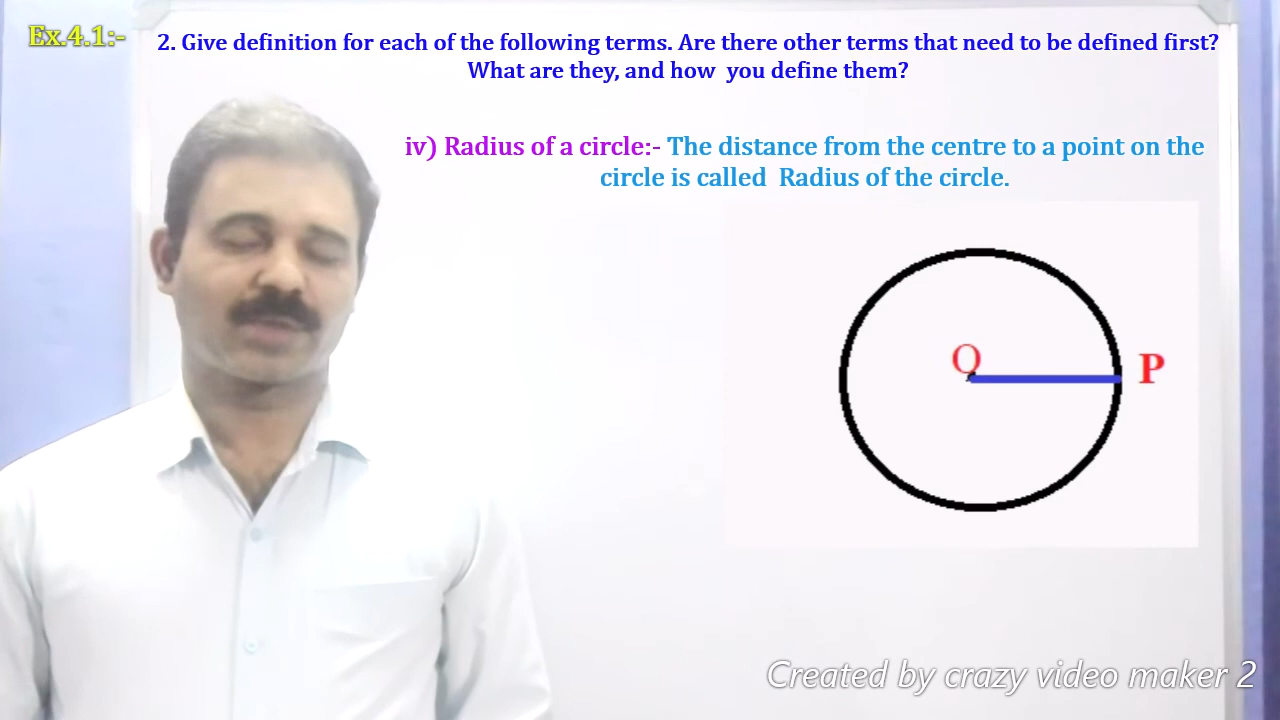 Ex.4.1:-
2. Give definition for each of the following terms. Are there other terms that need to be defined first?
What are they, and how you define them?
iv) Radius of a circle:- The distance from the centre to a point on the
circle is called Radius of the circle.
O
P
Created by crazy video maker 2